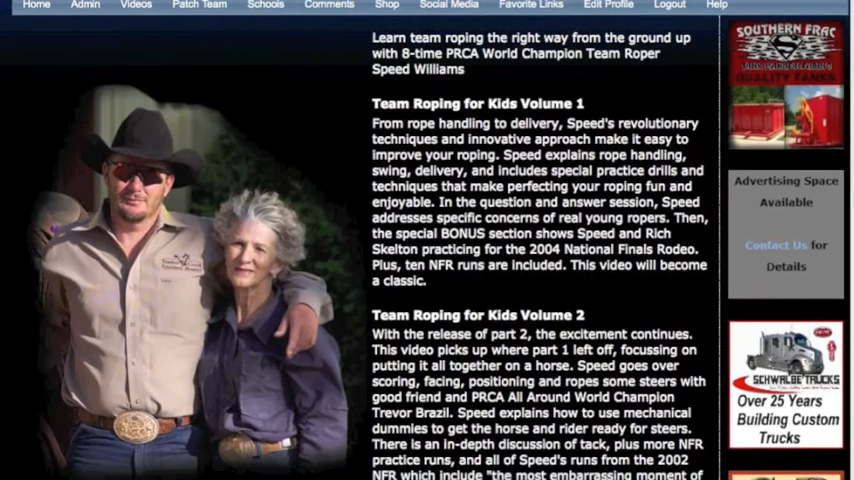 Home Admin Videos Patch Team Schools Comments Shop Social Media Favorite Links Edit Profile Logout Help
Learn team roping the right way from the ground up
with 8-time PRCA World Champion Team Roper
Speed Williams
Team Roping for Kids Volume 1
From rope handling to delivery, Speed's revolutionary
techniques and innovative approach make it easy to
improve your roping. Speed explains rope handling,
swing, delivery, and includes special practice drills and
techniques that make perfecting your roping fun and
enjoyable. In the question and answer session, Speed
addresses specific concerns of real young ropers. Then,
the special BONUS section shows Speed and Rich
Skelton practicing for the 2004 National Finals Rodeo.
Plus, ten NFR runs are included. This video will become
a classic.
Team Roping for Kids Volume 2
With the release of part 2, the excitement continues.
This video picks up where part 1 left off, focussing on
putting it all together on a horse. Speed goes over
scoring, facing, positioning and ropes some steers with
good friend and PRCA All Around World Champion
Trevor Brazil. Speed explains how to use mechanical
dummies to get the horse and rider ready for steers.
There is an in-depth discussion of tack, plus more NFR
practice runs, and all of Speed's runs from the 2002
NFR which include "the most embarrassing moment of
SOUTHERN FRAC
QUALITY TANKS
Advertising Space
Available
Contact Us for
Details
SCHWALBE TRUCKS
Over 25 Years
Building Custom
Trucks